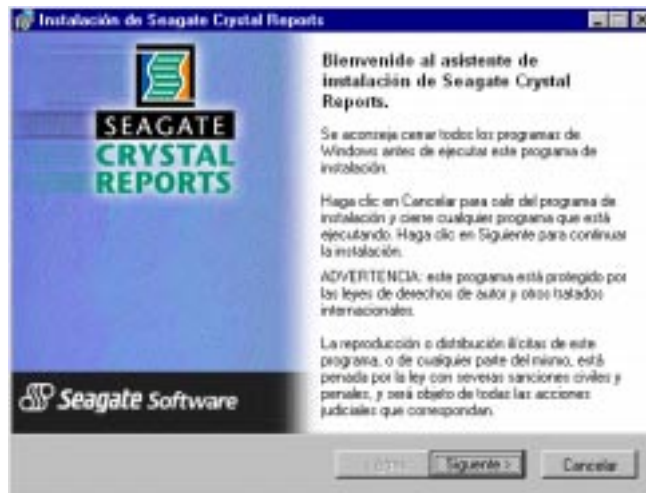 Instalación de Seagate Crystal Reports
SEAGATE
CRYSTAL
REPORTS
Seagate Software
Bienvenido al asistente de
instalación de Seagate Crystal
Reports.
Se aconseja cerrar todos los programas de
Windows antes de ejecutar este programa de
instalación.
Haga clic en Cancelar para salir del programa de
instalación y cierre cualquier programa que está
ejecutando. Haga clic en Siguiente para continuar
la instalación.
ADVERTENCIA: este programa está protegido por
las leyes de derechos de autor y otros tratados
internacionales.
La reproducción o distribución ilícitas de este
programa, o de cualquier parte del mismo, está
penada por la ley con severas sanciones civiles y
penales, y será objeto de todas las acciones
judiciales que correspondan.
< Atrás
Siguiente >
Cancelar